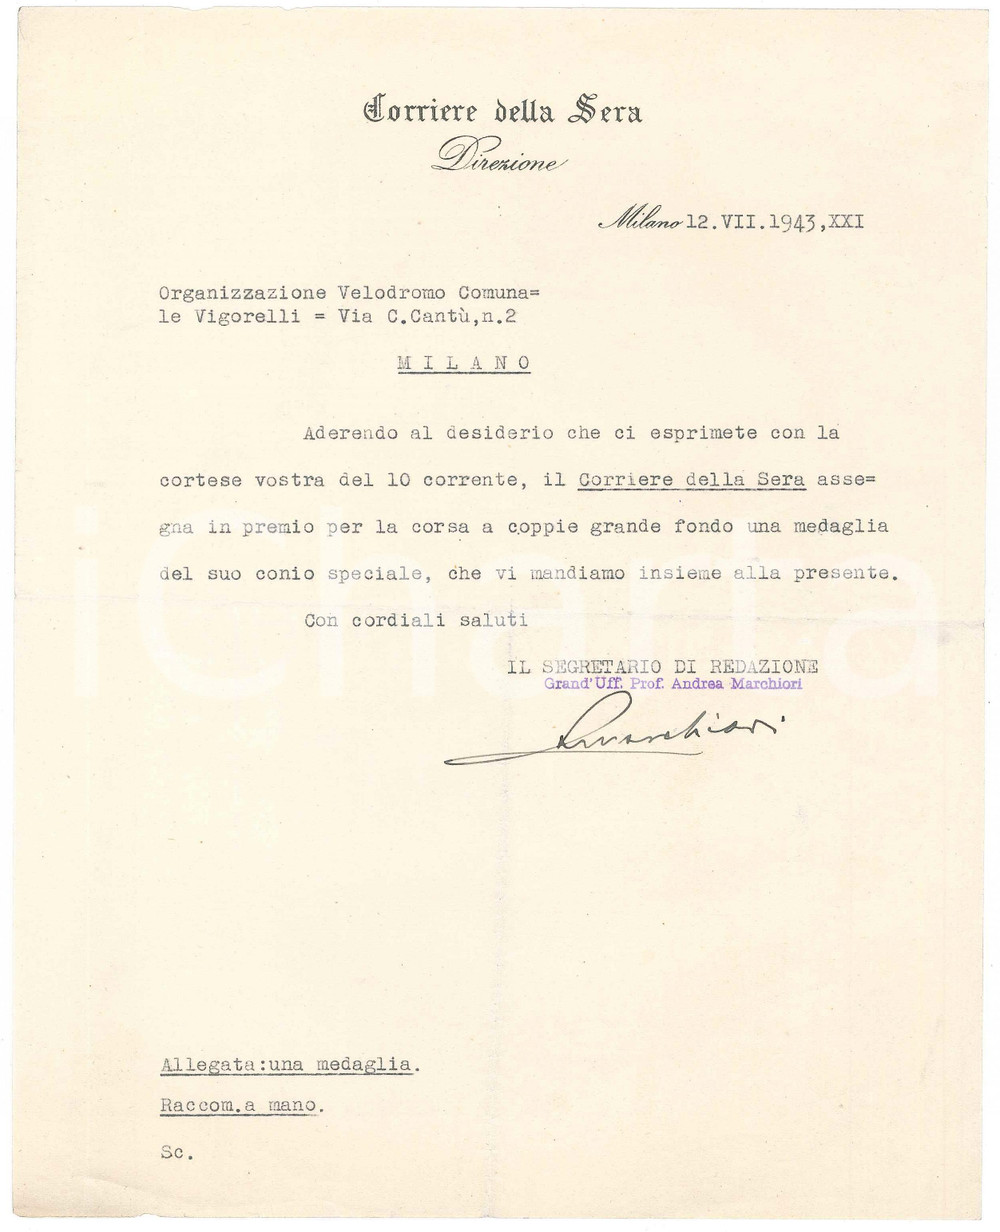 Corriere della Sera
Direzione
Milano 12.VII.1943,XXI
Organizzazione Velodromo Comuna=
le Vigorelli = Via C.Cantù,n.2
M I L A N O
Aderendo al desiderio che ci esprimete con la
cortese vostra del 10 corrente, il Corriere della Sera asse=
gna in premio per la corsa a coppie grande fondo una medaglia
del suo conio speciale, che vi mandiamo insieme alla presente.
Con cordiali saluti
IL SEGRETARIO DI REDAZIONE
Grand'Uff. Prof. Andrea Marchiori
AMarchiori
Allegata:una medaglia.
Raccom.a mano.
Sc.
iCharta